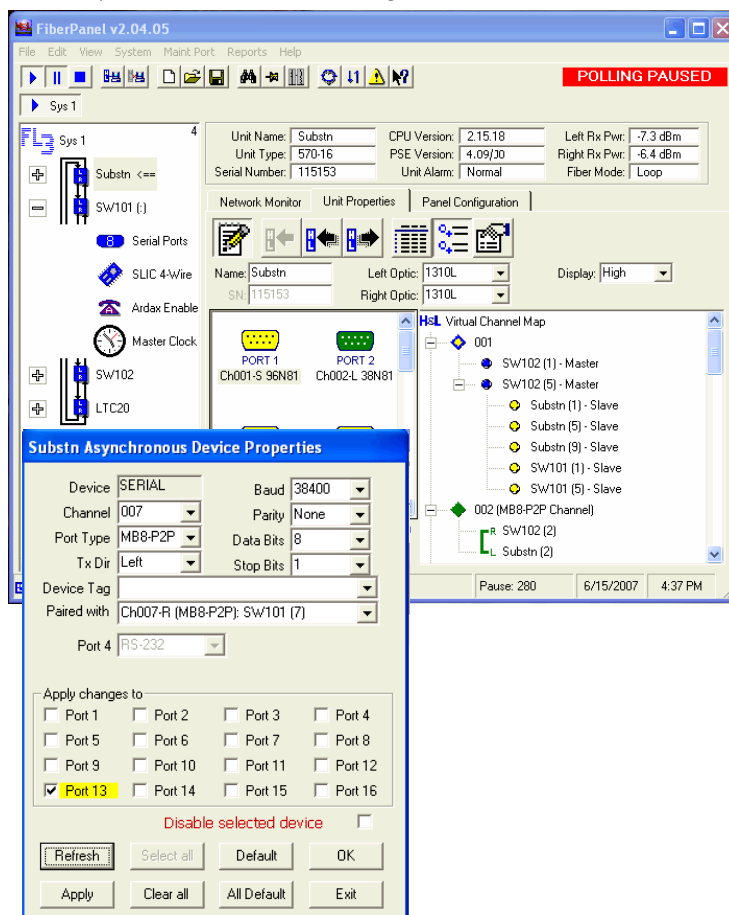 FiberPanel v2.04.05
File Edit View System Maint Port Reports Help
POLLING PAUSED
Sys 1
FL3 Sys 1 4
Substn <==
SW101 (:)
8 Serial Ports
SLIC 4-Wire
Ardax Enable
Master Clock
SW102
LTC20
Unit Name: Substn CPU Version: 2.15.18 Left Rx Pwr: -7.3 dBm
Unit Type: 570-16 PSE Version: 4.09/J0 Right Rx Pwr: -6.4 dBm
Serial Number: 115153 Unit Alarm: Normal Fiber Mode: Loop
Network Monitor Unit Properties Panel Configuration
Name: Substn Left Optic: 1310L Display: High
SN: 115153 Right Optic: 1310L
PORT 1 PORT 2
Ch001-S 96N81 Ch002-L 38N81
H&L Virtual Channel Map
001
SW102 (1) - Master
SW102 (5) - Master
Substn (1) - Slave
Substn (5) - Slave
Substn (9) - Slave
SW101 (1) - Slave
SW101 (5) - Slave
002 (MB8-P2P Channel)
R SW102 (2)
L Substn (2)
Pause: 280 6/15/2007 4:37 PM
Substn Asynchronous Device Properties
Device SERIAL Baud 38400
Channel 007 Parity None
Port Type MB8-P2P Data Bits 8
Tx Dir Left Stop Bits 1
Device Tag
Paired with Ch007-R (MB8-P2P): SW101 (7)
Port 4 RS-232
Apply changes to
Port 1 Port 2 Port 3 Port 4
Port 5 Port 6 Port 7 Port 8
Port 9 Port 10 Port 11 Port 12
Port 13 Port 14 Port 15 Port 16
Disable selected device
Refresh Select all Default OK
Apply Clear all All Default Exit